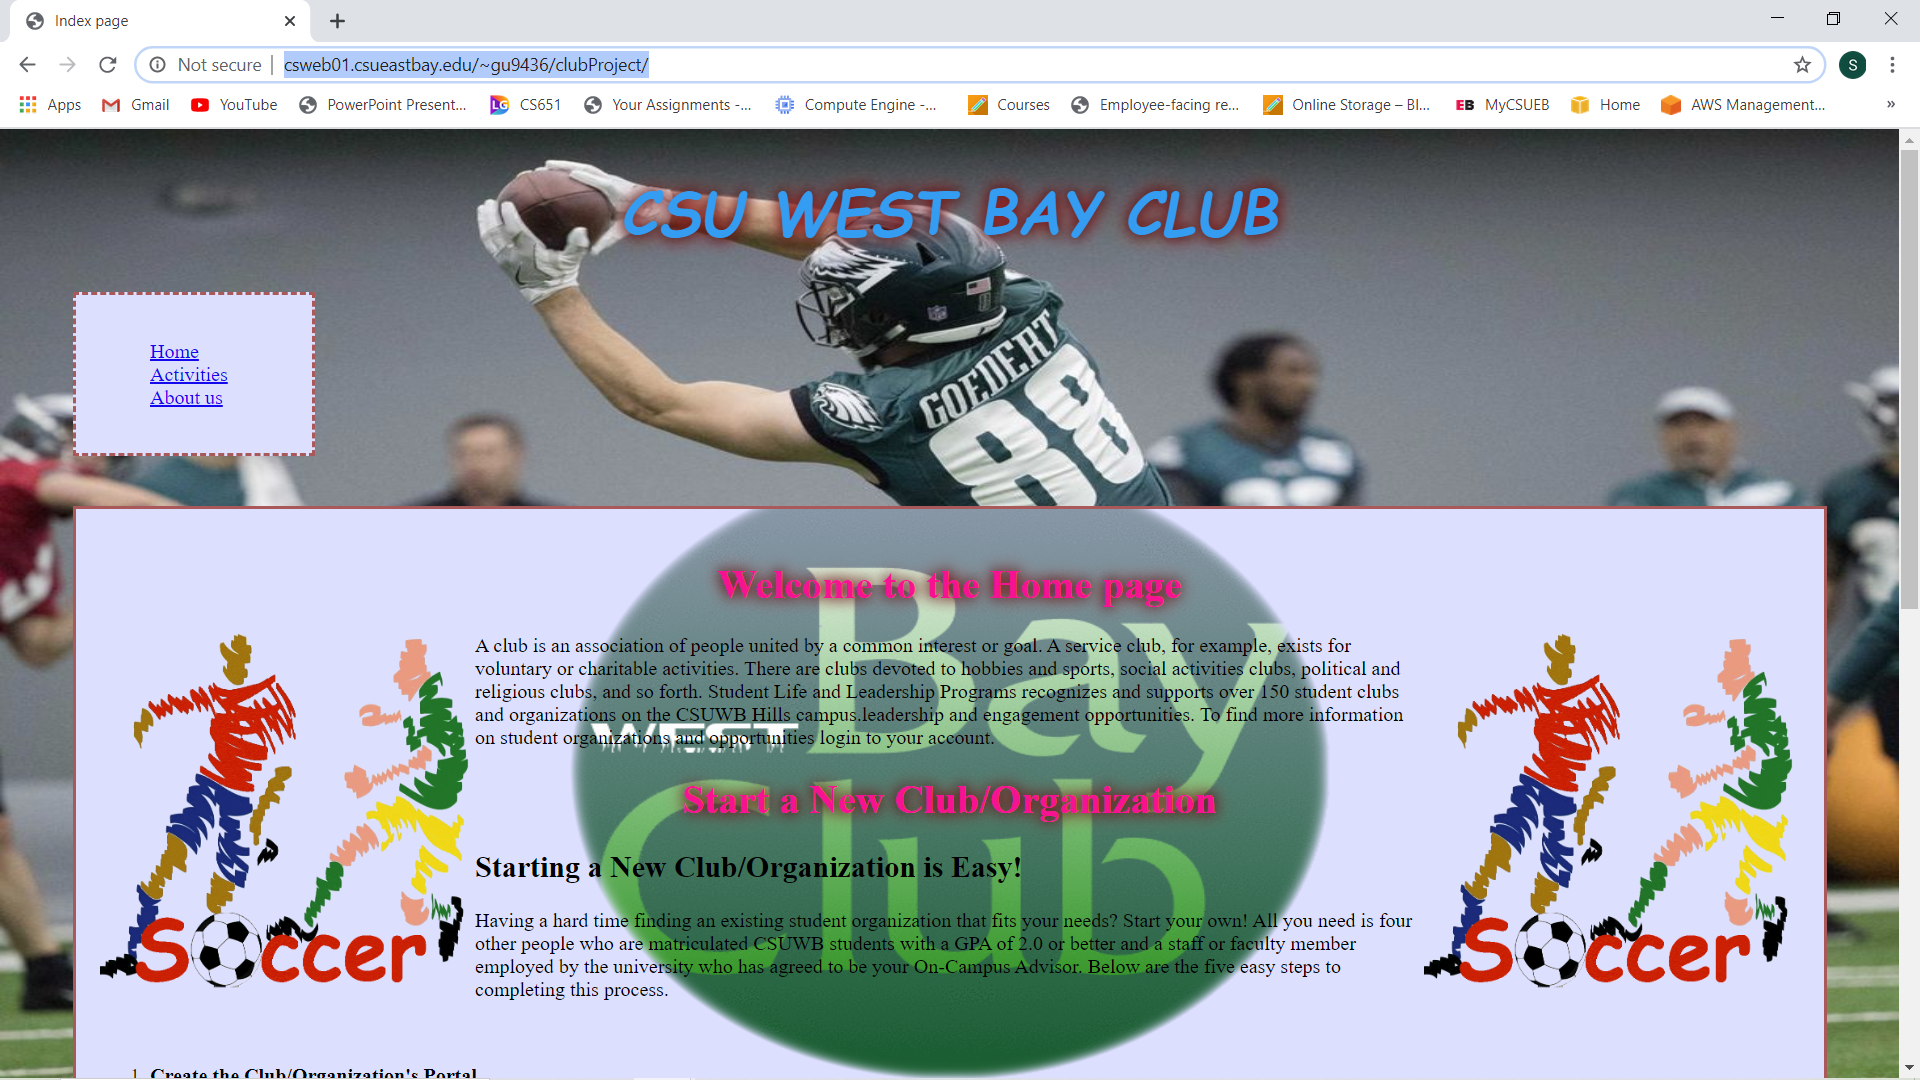 Index page
Not secure | csweb01.csueastbay.edu/~gu9436/clubProject/
S
Apps Gmail YouTube PowerPoint Present... LG CS651 Your Assignments -... Compute Engine -... Courses Employee-facing re... Online Storage – Bl... EB MyCSUEB Home AWS Management... »
CSU WEST BAY CLUB
GOEDERT
88
Home
Activities
About us
Bay
WEST
Club
Welcome to the Home page
A club is an association of people united by a common interest or goal. A service club, for example, exists for
voluntary or charitable activities. There are clubs devoted to hobbies and sports, social activities clubs, political and
religious clubs, and so forth. Student Life and Leadership Programs recognizes and supports over 150 student clubs
and organizations on the CSUWB Hills campus.leadership and engagement opportunities. To find more information
on student organizations and opportunities login to your account.
Start a New Club/Organization
Starting a New Club/Organization is Easy!
Having a hard time finding an existing student organization that fits your needs? Start your own! All you need is four
other people who are matriculated CSUWB students with a GPA of 2.0 or better and a staff or faculty member
employed by the university who has agreed to be your On-Campus Advisor. Below are the five easy steps to
completing this process.
Soccer
Soccer
1. Create the Club/Organization's Portal